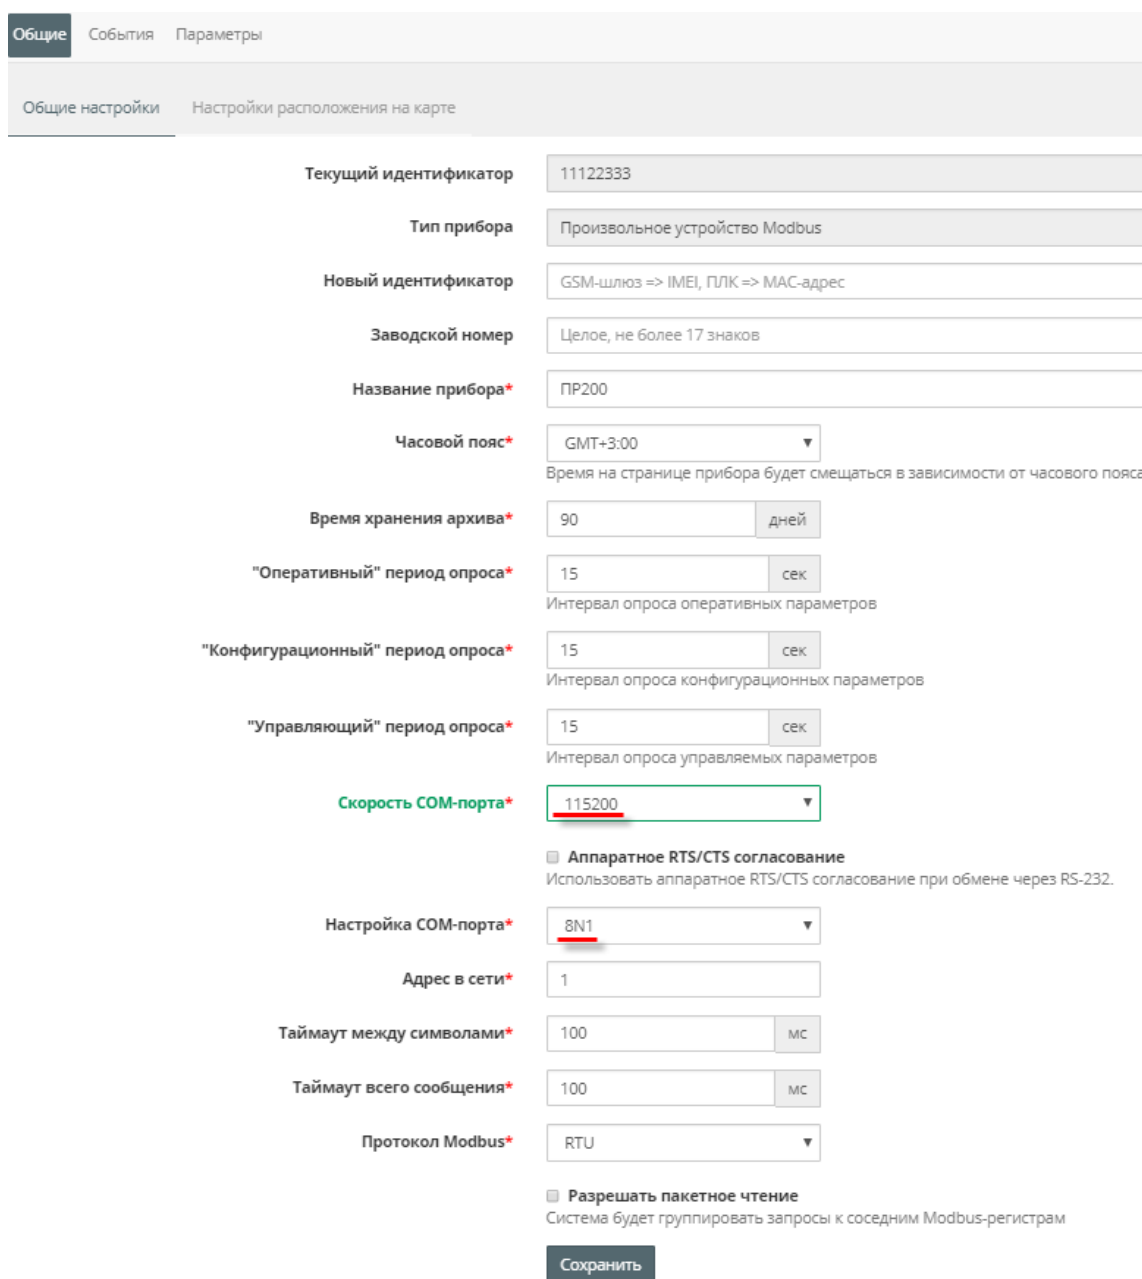 Общие События Параметры
Общие настройки Настройки расположения на карте
Текущий идентификатор 11122333
Тип прибора Произвольное устройство Modbus
Новый идентификатор GSM-шлюз => IMEI, ПЛК => MAC-адрес
Заводской номер Целое, не более 17 знаков
Название прибора* ПР200
Часовой пояс* GMT+3:00
Время на странице прибора будет смещаться в зависимости от часового пояса
Время хранения архива* 90 дней
"Оперативный" период опроса* 15 сек
Интервал опроса оперативных параметров
"Конфигурационный" период опроса* 15 сек
Интервал опроса конфигурационных параметров
"Управляющий" период опроса* 15 сек
Интервал опроса управляемых параметров
Скорость COM-порта* 115200
Аппаратное RTS/CTS согласование
Использовать аппаратное RTS/CTS согласование при обмене через RS-232.
Настройка COM-порта* 8N1
Адрес в сети* 1
Таймаут между символами* 100 мс
Таймаут всего сообщения* 100 мс
Протокол Modbus* RTU
Разрешать пакетное чтение
Система будет группировать запросы к соседним Modbus-регистрам
Сохранить